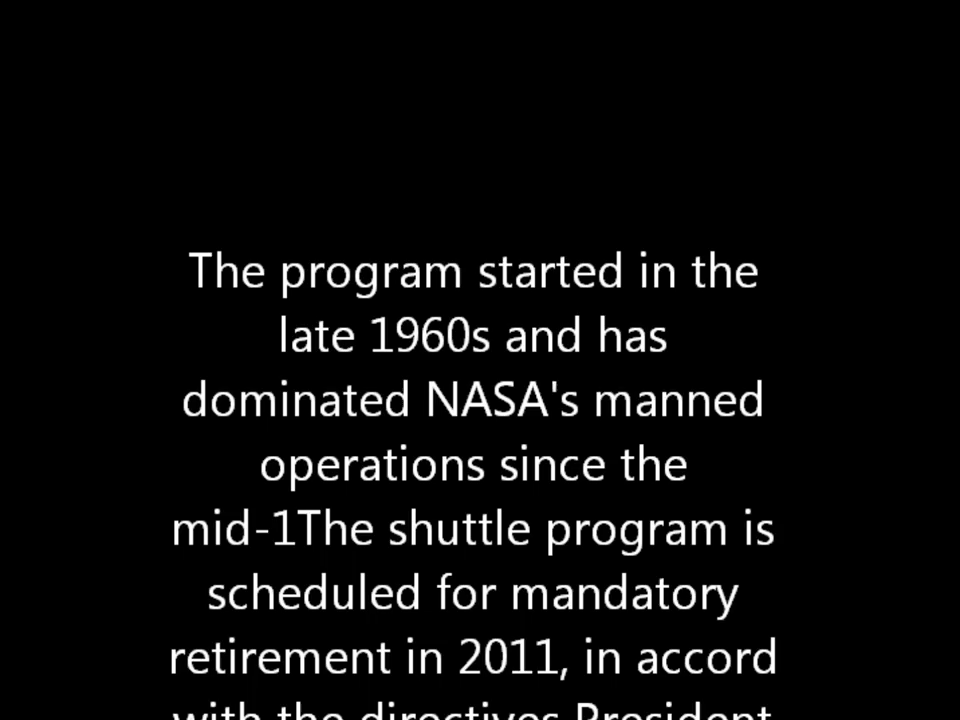 The program started in the
late 1960s and has
dominated NASA's manned
operations since the
mid-1The shuttle program is
scheduled for mandatory
retirement in 2011, in accord
with the directives President